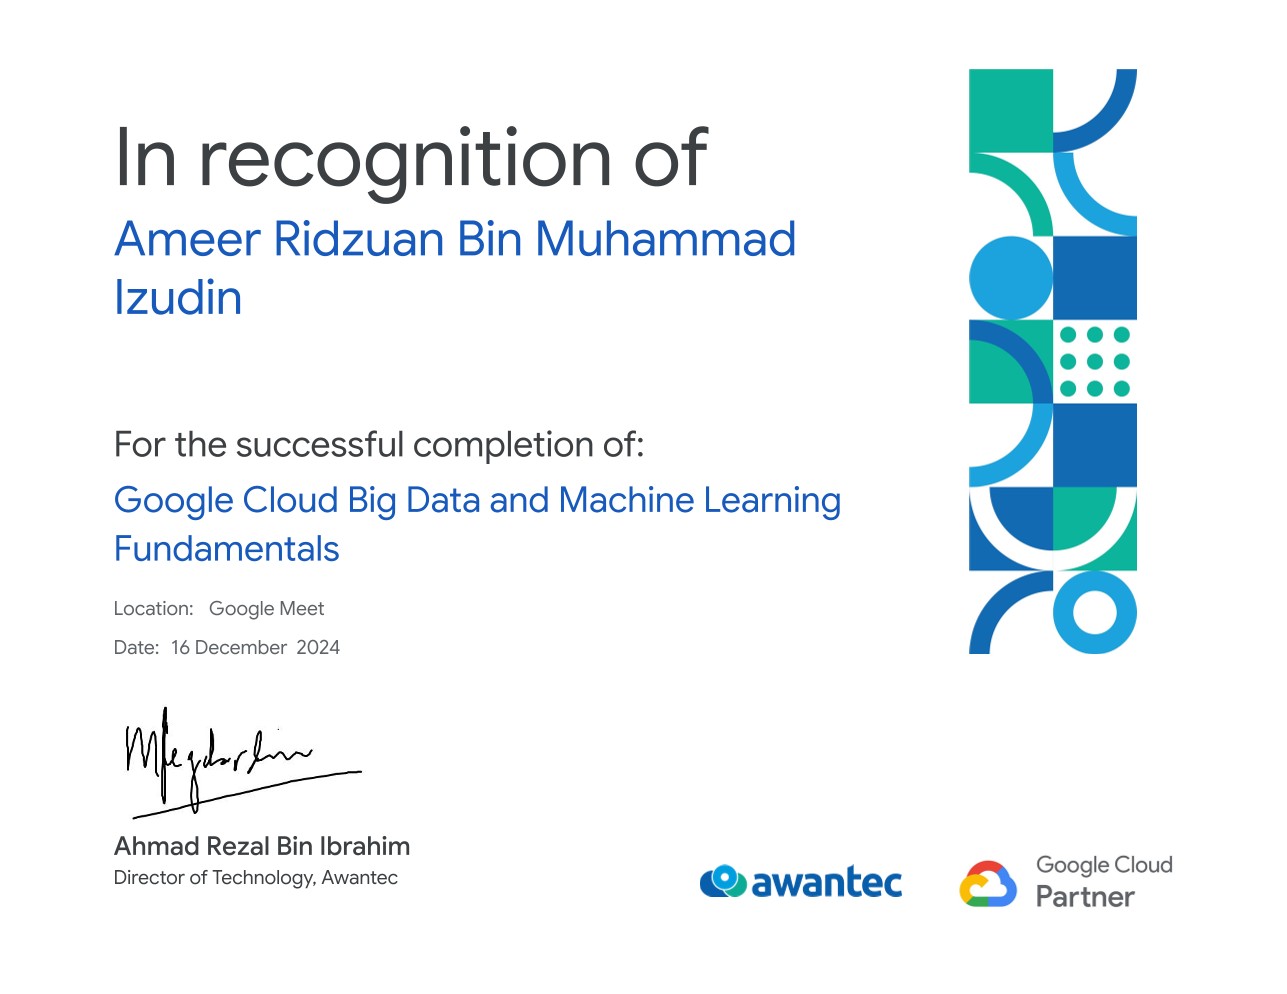 In recognition of
Ameer Ridzuan Bin Muhammad
Izudin
For the successful completion of:
Google Cloud Big Data and Machine Learning
Fundamentals
Location: Google Meet
Date: 16 December 2024
Ahmad Rezal Bin Ibrahim
Director of Technology, Awantec
awantec
Google Cloud
Partner